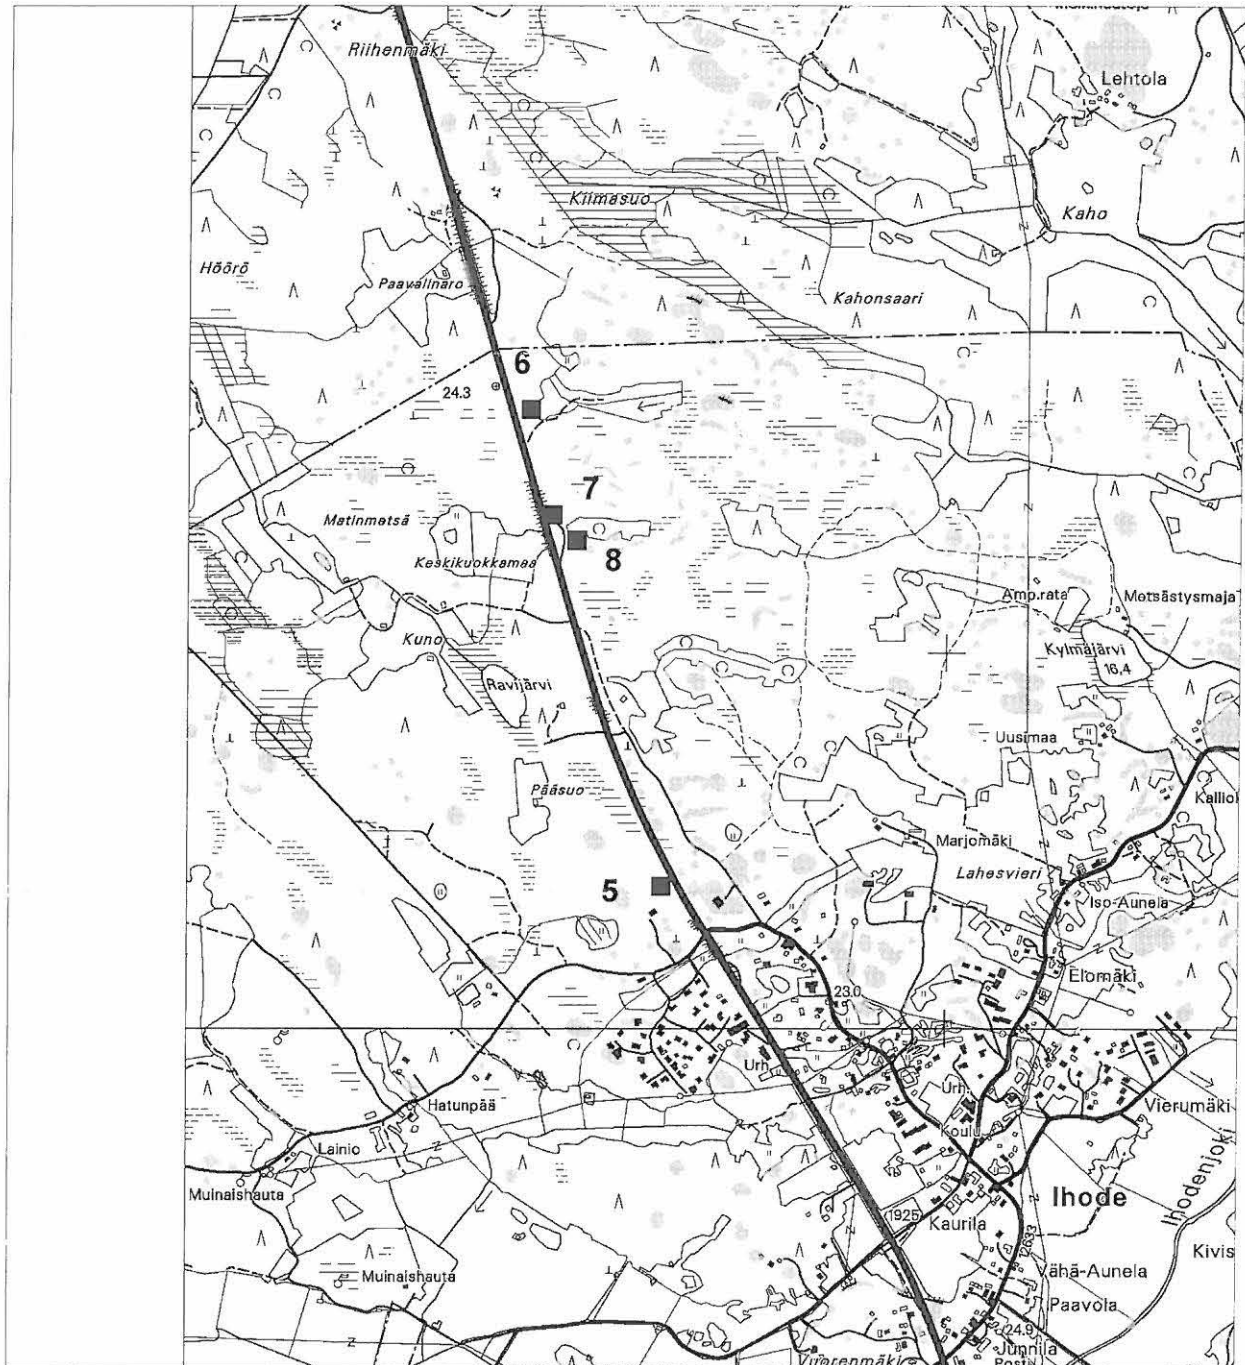 Riihenmäki
Lehtola
Kiimasuo
Kaho
Höörö
Paavalinaro
Kahonsaari
6
24.3
7
Matinmetsä
8
Keskikuokkamaa
Amp.rata
Metsästysmaja
Kuno
Kylmäjärvi
16,4
Ravijärvi
Uusimaa
Pääsuo
Marjomäki
Lahesvieri
5
Iso-Aunela
Elomäki
23.0
Urh.
Hatunpää
Urh.
Vierumäki
Koulu
Lainio
Muinaishauta
Ihode
Ihodenjoki
(1925)
Kaurila
Kivis
12633
Muinaishauta
Vähä-Aunela
Paavola
24.9
Junnila
Vuorenmäki